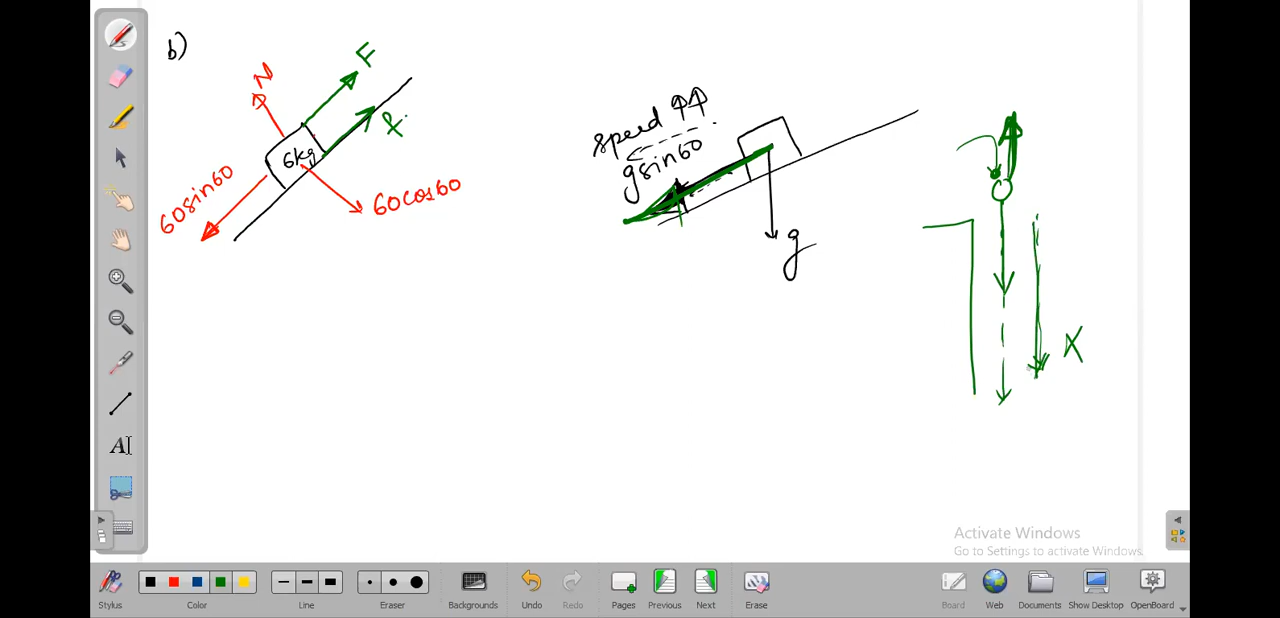 b)
N
F
f.
6kg
60sin60
60cos60
speed ↑↑
gsin60
g
X
A
Activate Windows
Go to Settings to activate Windows.
Stylus
Color
Line
Eraser
Backgrounds
Undo
Redo
Pages
Previous
Next
Erase
Board
Web
Documents
Show Desktop
OpenBoard